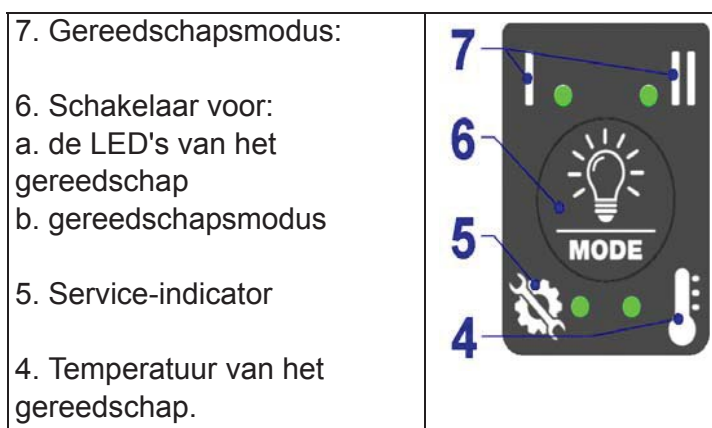 7. Gereedschapsmodus:
6. Schakelaar voor:
a. de LED's van het
gereedschap
b. gereedschapsmodus
5. Service-indicator
4. Temperatuur van het
gereedschap.
7
6
MODE
5
4